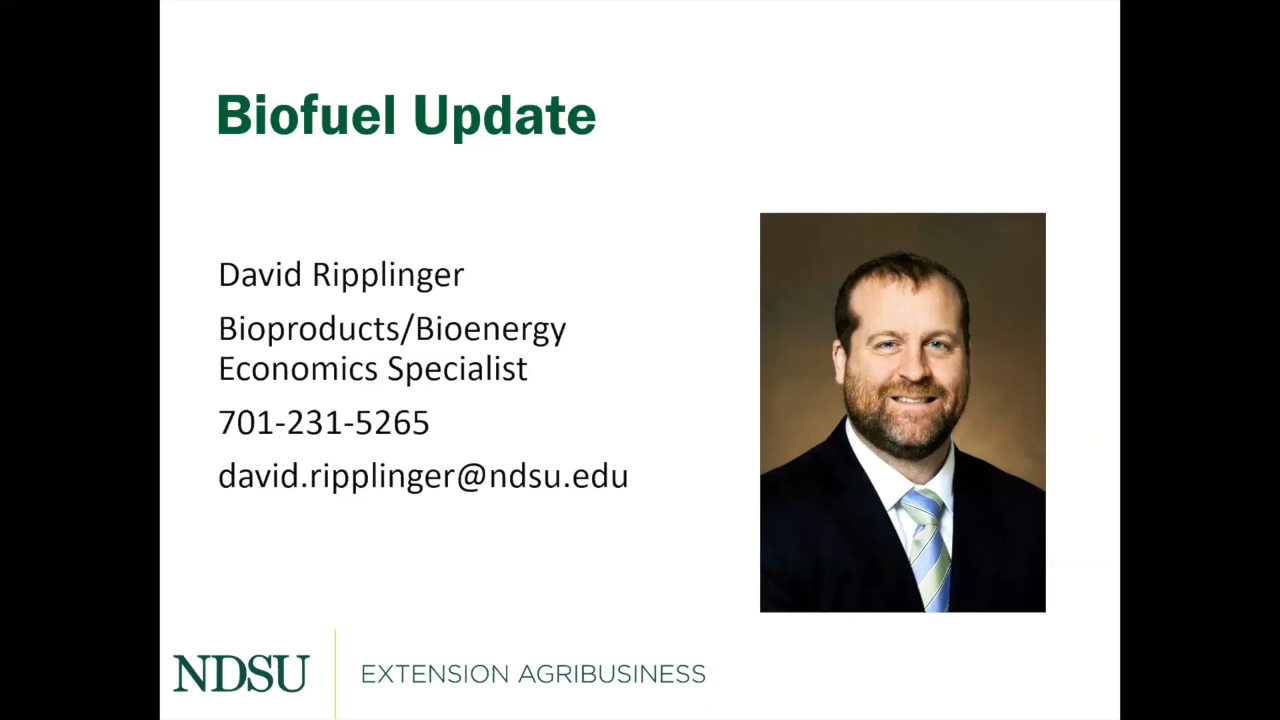 Biofuel Update
David Ripplinger
Bioproducts/Bioenergy
Economics Specialist
701-231-5265
david.ripplinger@ndsu.edu
NDSU
EXTENSION AGRIBUSINESS